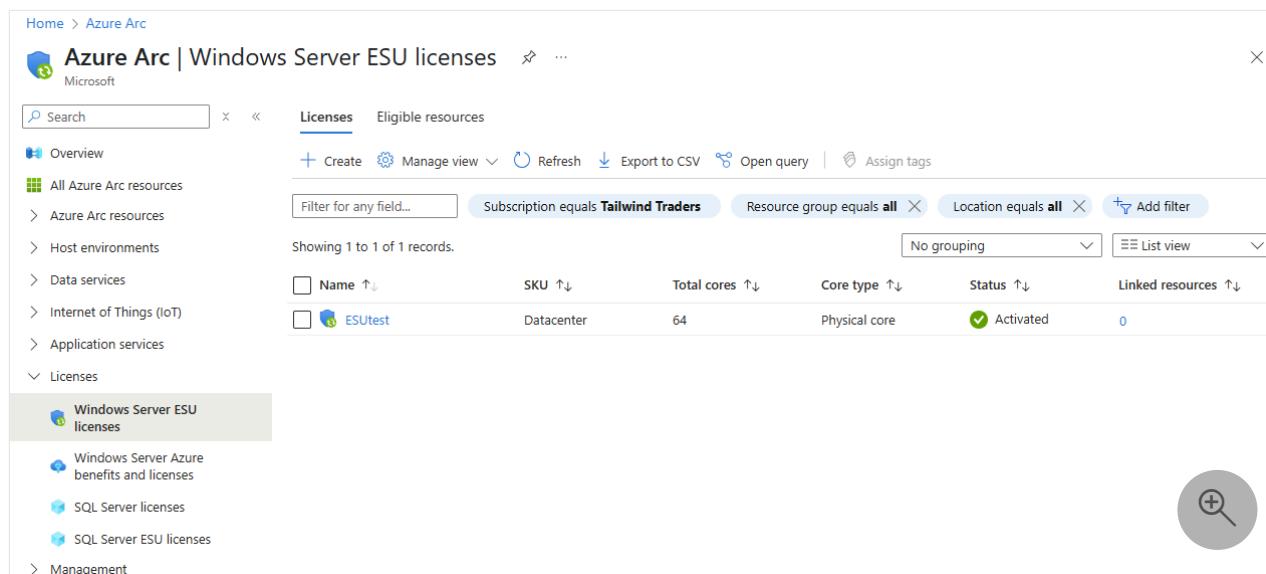 Home > Azure Arc
Azure Arc | Windows Server ESU licenses ...
Microsoft
Search
Overview
All Azure Arc resources
Azure Arc resources
Host environments
Data services
Internet of Things (IoT)
Application services
Licenses
Windows Server ESU
licenses
Windows Server Azure
benefits and licenses
SQL Server licenses
SQL Server ESU licenses
Management
Licenses Eligible resources
Create Manage view Refresh Export to CSV Open query Assign tags
Filter for any field... Subscription equals Tailwind Traders Resource group equals all Location equals all Add filter
Showing 1 to 1 of 1 records. No grouping List view
Name ↑↓ SKU ↑↓ Total cores ↑↓ Core type ↑↓ Status ↑↓ Linked resources ↑↓
ESUtest Datacenter 64 Physical core Activated 0